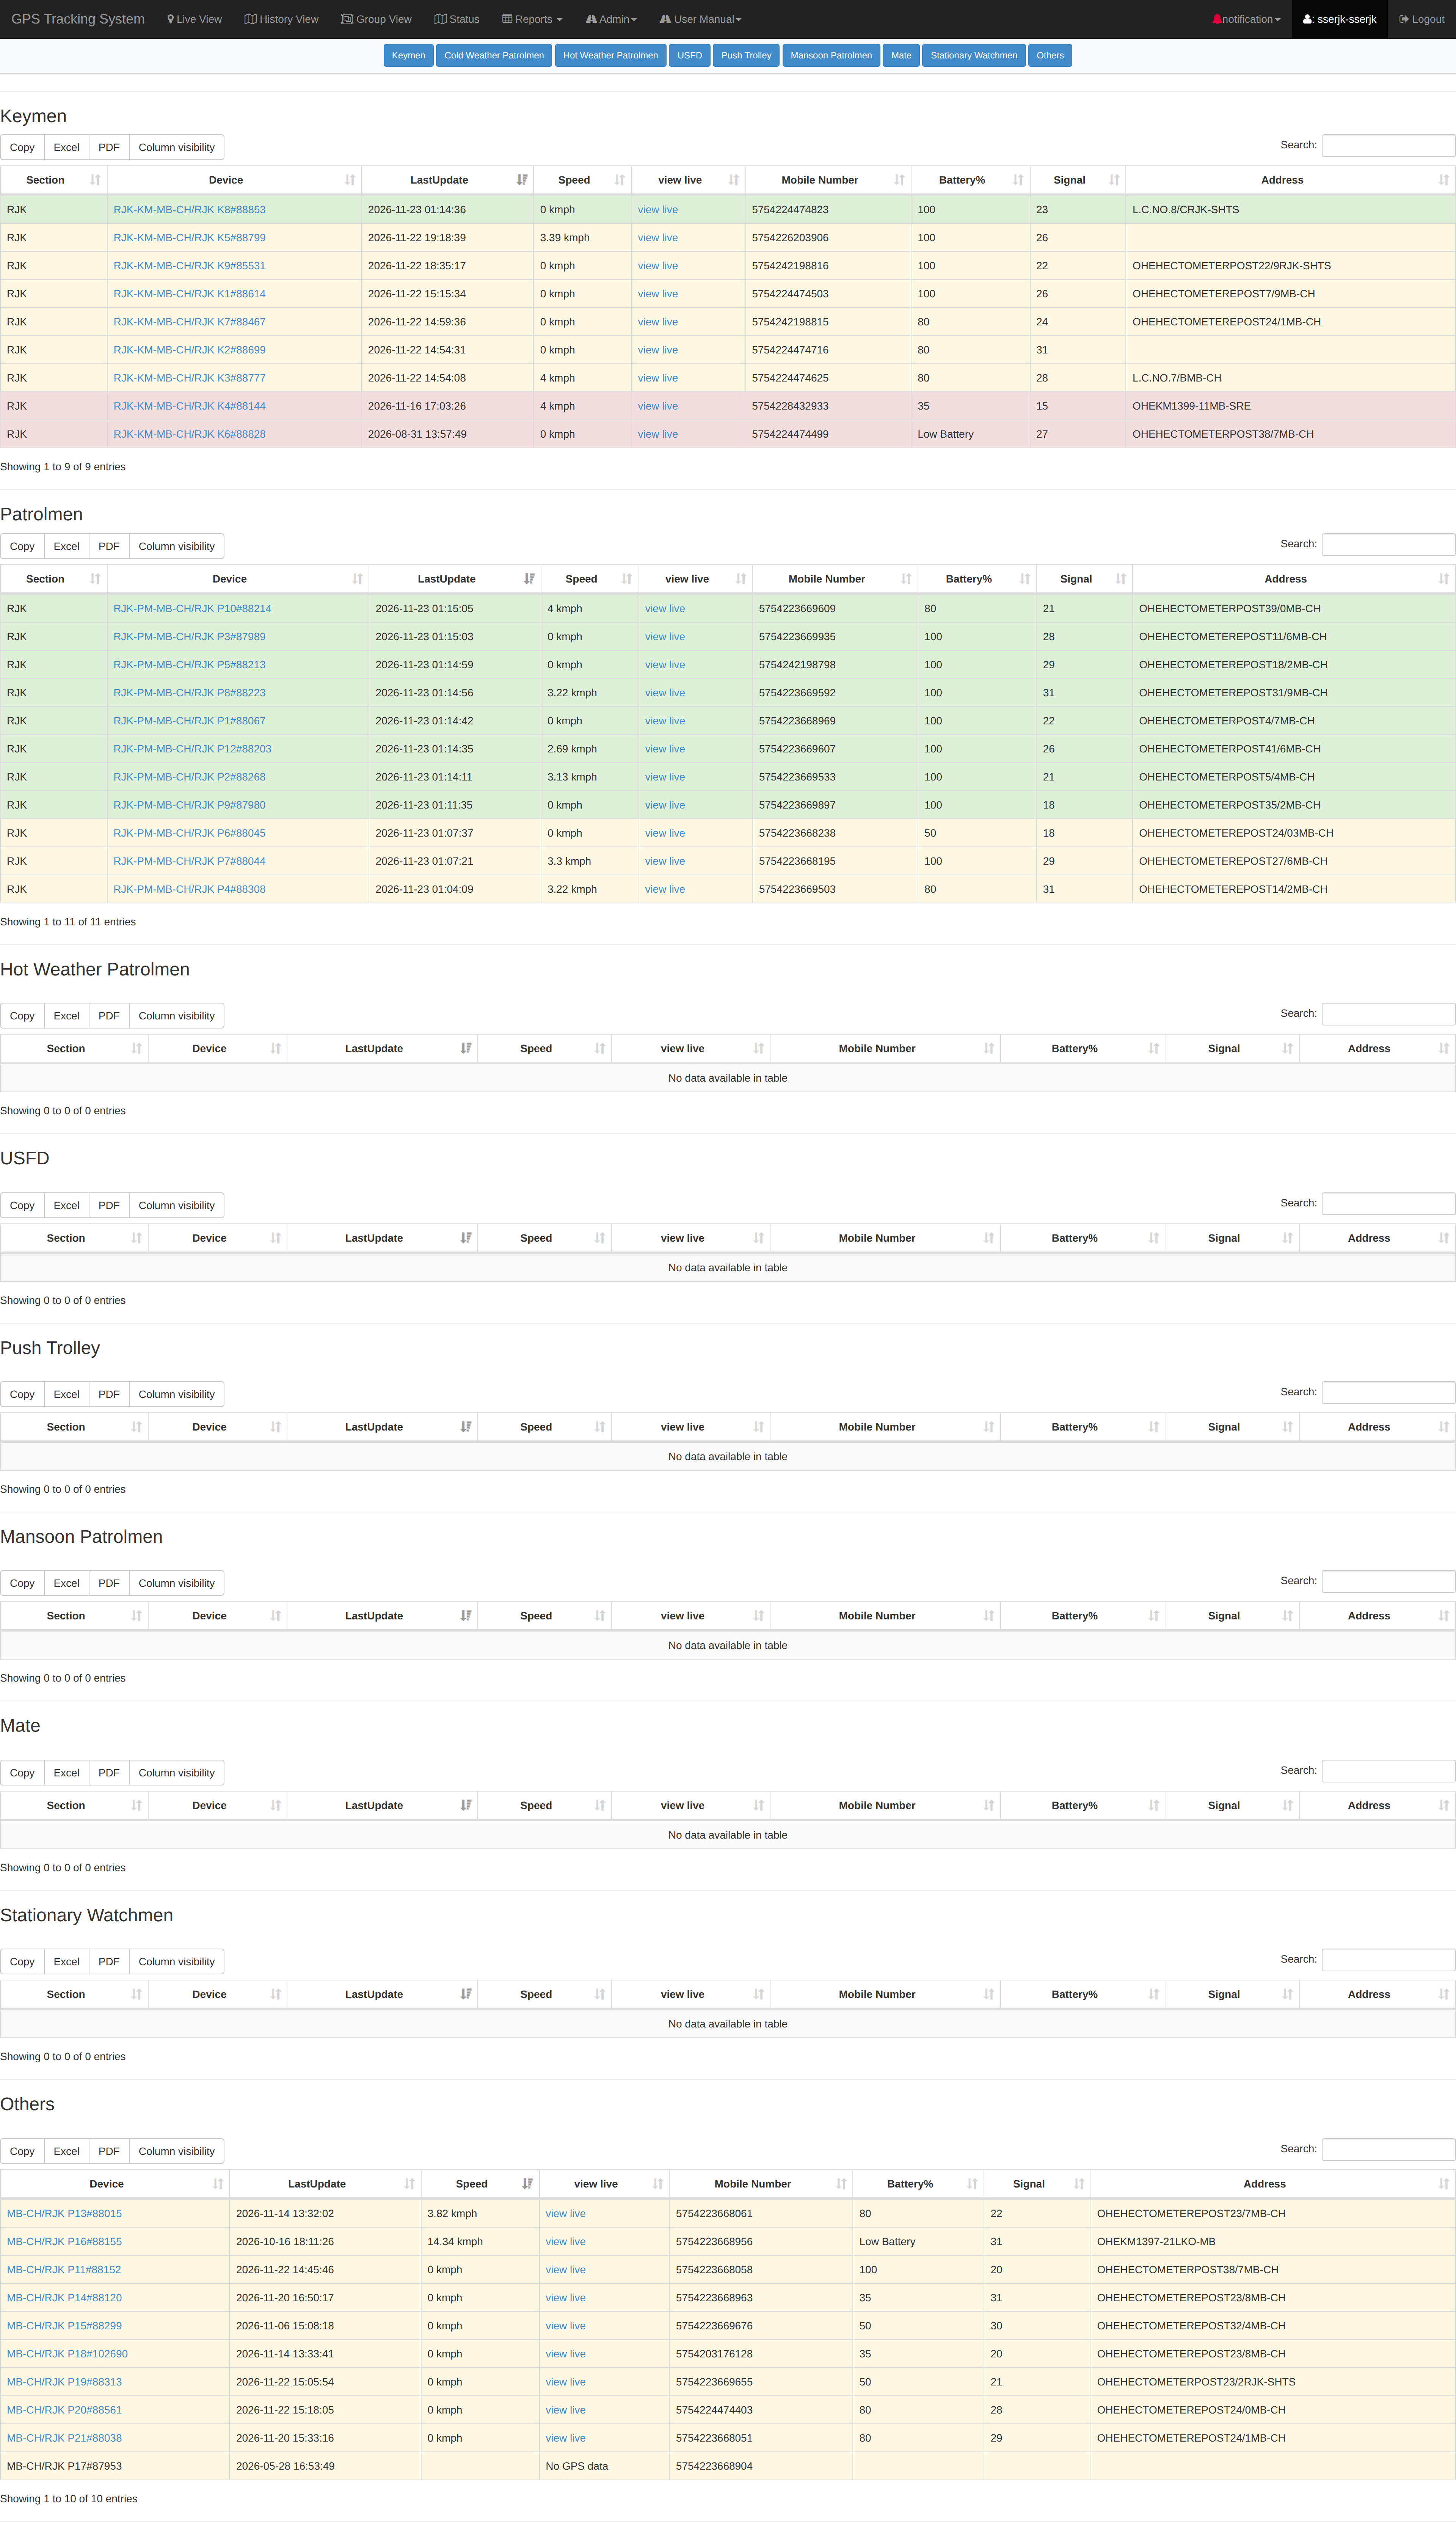 GPS Tracking System Live View History View Group View Status Reports Admin User Manual notification : sserjk-sserjk Logout
Keymen Cold Weather Patrolmen Hot Weather Patrolmen USFD Push Trolley Mansoon Patrolmen Mate Stationary Watchmen Others
Keymen
Copy Excel PDF Column visibility Search:
Section Device LastUpdate Speed view live Mobile Number Battery% Signal Address
RJK RJK-KM-MB-CH/RJK K8#88853 2026-11-23 01:14:36 0 kmph view live 5754224474823 100 23 L.C.NO.8/CRJK-SHTS
RJK RJK-KM-MB-CH/RJK K5#88799 2026-11-22 19:18:39 3.39 kmph view live 5754226203906 100 26
RJK RJK-KM-MB-CH/RJK K9#85531 2026-11-22 18:35:17 0 kmph view live 5754242198816 100 22 OHEHECTOMETERPOST22/9RJK-SHTS
RJK RJK-KM-MB-CH/RJK K1#88614 2026-11-22 15:15:34 0 kmph view live 5754224474503 100 26 OHEHECTOMETEREPOST7/9MB-CH
RJK RJK-KM-MB-CH/RJK K7#88467 2026-11-22 14:59:36 0 kmph view live 5754242198815 80 24 OHEHECTOMETEREPOST24/1MB-CH
RJK RJK-KM-MB-CH/RJK K2#88699 2026-11-22 14:54:31 0 kmph view live 5754224474716 80 31
RJK RJK-KM-MB-CH/RJK K3#88777 2026-11-22 14:54:08 4 kmph view live 5754224474625 80 28 L.C.NO.7/BMB-CH
RJK RJK-KM-MB-CH/RJK K4#88144 2026-11-16 17:03:26 4 kmph view live 5754228432933 35 15 OHEKM1399-11MB-SRE
RJK RJK-KM-MB-CH/RJK K6#88828 2026-08-31 13:57:49 0 kmph view live 5754224474499 Low Battery 27 OHEHECTOMETERPOST38/7MB-CH
Showing 1 to 9 of 9 entries
Patrolmen
Copy Excel PDF Column visibility Search:
Section Device LastUpdate Speed view live Mobile Number Battery% Signal Address
RJK RJK-PM-MB-CH/RJK P10#88214 2026-11-23 01:15:05 4 kmph view live 5754223669609 80 21 OHEHECTOMETERPOST39/0MB-CH
RJK RJK-PM-MB-CH/RJK P3#87989 2026-11-23 01:15:03 0 kmph view live 5754223669935 100 28 OHEHECTOMETEREPOST11/6MB-CH
RJK RJK-PM-MB-CH/RJK P5#88213 2026-11-23 01:14:59 0 kmph view live 5754242198798 100 29 OHEHECTOMETEREPOST18/2MB-CH
RJK RJK-PM-MB-CH/RJK P8#88223 2026-11-23 01:14:56 3.22 kmph view live 5754223669592 100 31 OHEHECTOMETEREPOST31/9MB-CH
RJK RJK-PM-MB-CH/RJK P1#88067 2026-11-23 01:14:42 0 kmph view live 5754223668969 100 22 OHEHECTOMETERPOST4/7MB-CH
RJK RJK-PM-MB-CH/RJK P12#88203 2026-11-23 01:14:35 2.69 kmph view live 5754223669607 100 26 OHEHECTOMETERPOST41/6MB-CH
RJK RJK-PM-MB-CH/RJK P2#88268 2026-11-23 01:14:11 3.13 kmph view live 5754223669533 100 21 OHEHECTOMETERPOST5/4MB-CH
RJK RJK-PM-MB-CH/RJK P9#87980 2026-11-23 01:11:35 0 kmph view live 5754223669897 100 18 OHEHECTOMETERPOST35/2MB-CH
RJK RJK-PM-MB-CH/RJK P6#88045 2026-11-23 01:07:37 0 kmph view live 5754223668238 50 18 OHEHECTOMETEREPOST24/03MB-CH
RJK RJK-PM-MB-CH/RJK P7#88044 2026-11-23 01:07:21 3.3 kmph view live 5754223668195 100 29 OHEHECTOMETEREPOST27/6MB-CH
RJK RJK-PM-MB-CH/RJK P4#88308 2026-11-23 01:04:09 3.22 kmph view live 5754223669503 80 31 OHEHECTOMETEREPOST14/2MB-CH
Showing 1 to 11 of 11 entries
Hot Weather Patrolmen
Copy Excel PDF Column visibility Search:
Section Device LastUpdate Speed view live Mobile Number Battery% Signal Address
No data available in table
Showing 0 to 0 of 0 entries
USFD
Copy Excel PDF Column visibility Search:
Section Device LastUpdate Speed view live Mobile Number Battery% Signal Address
No data available in table
Showing 0 to 0 of 0 entries
Push Trolley
Copy Excel PDF Column visibility Search:
Section Device LastUpdate Speed view live Mobile Number Battery% Signal Address
No data available in table
Showing 0 to 0 of 0 entries
Mansoon Patrolmen
Copy Excel PDF Column visibility Search:
Section Device LastUpdate Speed view live Mobile Number Battery% Signal Address
No data available in table
Showing 0 to 0 of 0 entries
Mate
Copy Excel PDF Column visibility Search:
Section Device LastUpdate Speed view live Mobile Number Battery% Signal Address
No data available in table
Showing 0 to 0 of 0 entries
Stationary Watchmen
Copy Excel PDF Column visibility Search:
Section Device LastUpdate Speed view live Mobile Number Battery% Signal Address
No data available in table
Showing 0 to 0 of 0 entries
Others
Copy Excel PDF Column visibility Search:
Device LastUpdate Speed view live Mobile Number Battery% Signal Address
MB-CH/RJK P13#88015 2026-11-14 13:32:02 3.82 kmph view live 5754223668061 80 22 OHEHECTOMETEREPOST23/7MB-CH
MB-CH/RJK P16#88155 2026-10-16 18:11:26 14.34 kmph view live 5754223668956 Low Battery 31 OHEKM1397-21LKO-MB
MB-CH/RJK P11#88152 2026-11-22 14:45:46 0 kmph view live 5754223668058 100 20 OHEHECTOMETERPOST38/7MB-CH
MB-CH/RJK P14#88120 2026-11-20 16:50:17 0 kmph view live 5754223668963 35 31 OHEHECTOMETEREPOST23/8MB-CH
MB-CH/RJK P15#88299 2026-11-06 15:08:18 0 kmph view live 5754223669676 50 30 OHEHECTOMETEREPOST32/4MB-CH
MB-CH/RJK P18#102690 2026-11-14 13:33:41 0 kmph view live 5754203176128 35 20 OHEHECTOMETEREPOST23/8MB-CH
MB-CH/RJK P19#88313 2026-11-22 15:05:54 0 kmph view live 5754223669655 50 21 OHEHECTOMETERPOST23/2RJK-SHTS
MB-CH/RJK P20#88561 2026-11-22 15:18:05 0 kmph view live 5754224474403 80 28 OHEHECTOMETEREPOST24/0MB-CH
MB-CH/RJK P21#88038 2026-11-20 15:33:16 0 kmph view live 5754223668051 80 29 OHEHECTOMETEREPOST24/1MB-CH
MB-CH/RJK P17#87953 2026-05-28 16:53:49 No GPS data 5754223668904
Showing 1 to 10 of 10 entries